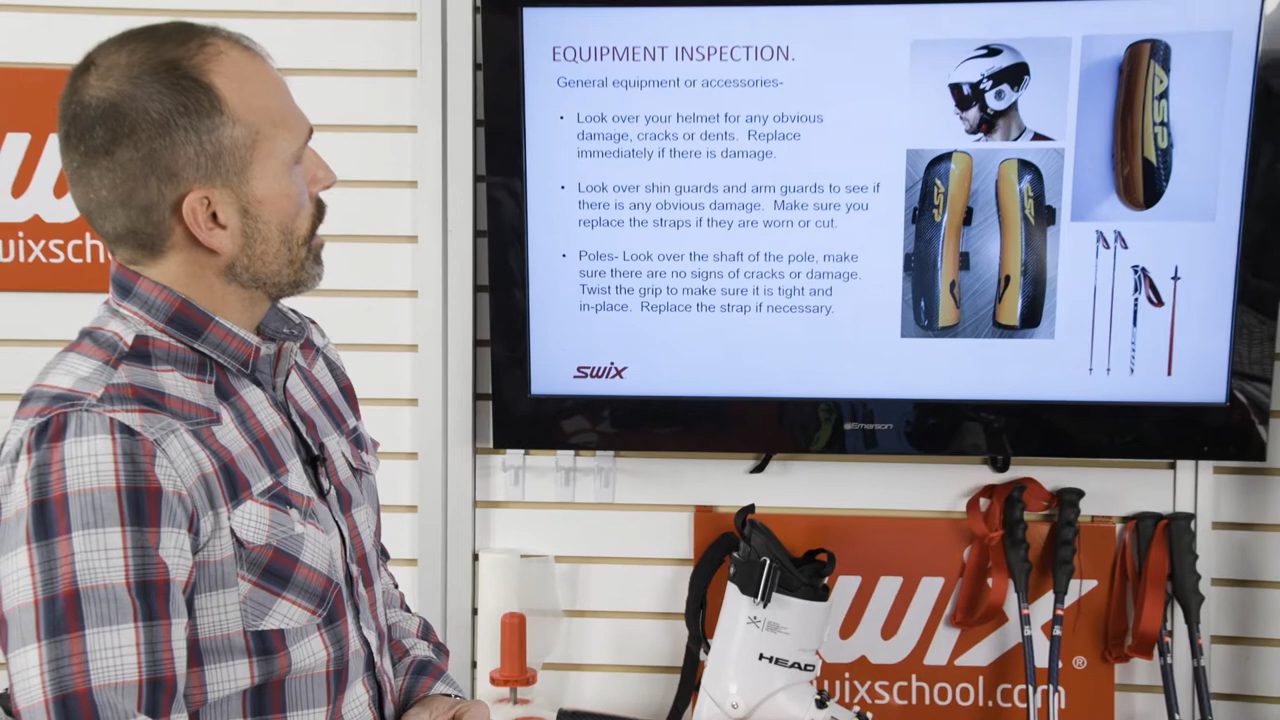 EQUIPMENT INSPECTION.
General equipment or accessories-
• Look over your helmet for any obvious
damage, cracks or dents. Replace
immediately if there is damage.
• Look over shin guards and arm guards to see if
there is any obvious damage. Make sure you
replace the straps if they are worn or cut.
• Poles- Look over the shaft of the pole, make
sure there are no signs of cracks or damage.
Twist the grip to make sure it is tight and
in-place. Replace the strap if necessary.
SWIX
ASP
ASP
ASP
Emerson
wixsch
HEAD
wix®
wixschool.com